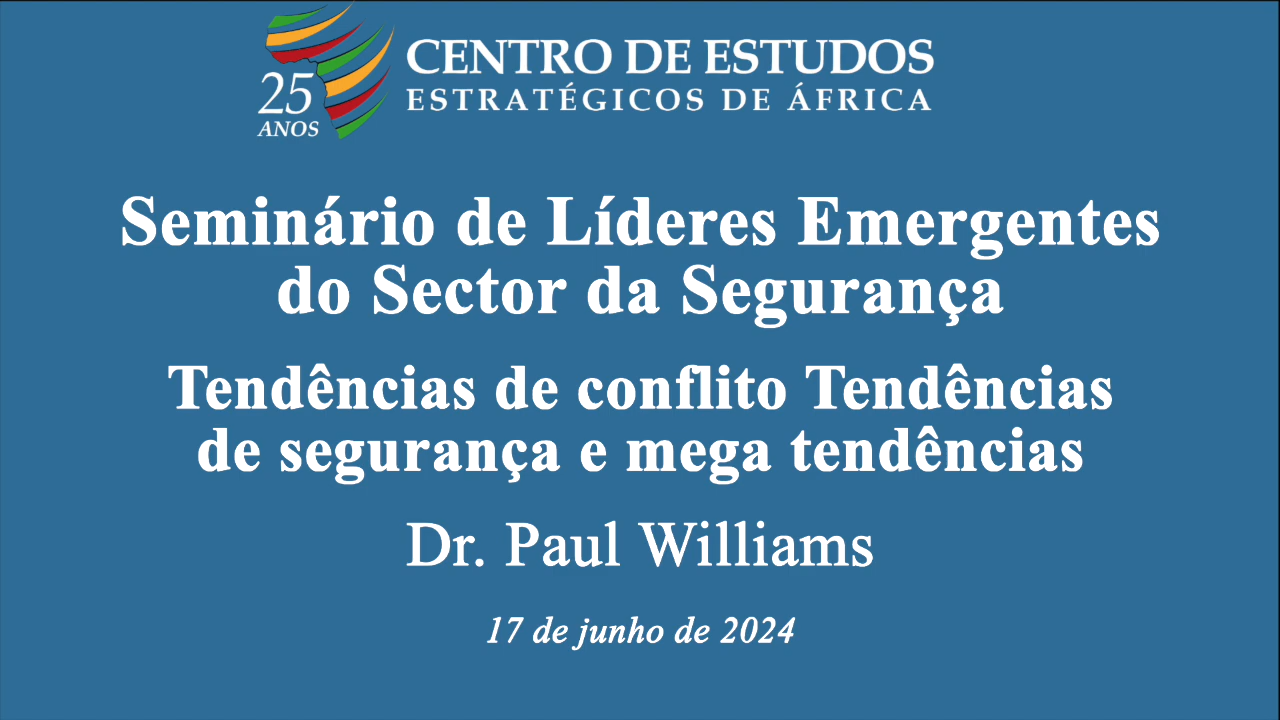 25
ANOS
CENTRO DE ESTUDOS
ESTRATÉGICOS DE ÁFRICA
Seminário de Líderes Emergentes
do Sector da Segurança
Tendências de conflito Tendências
de segurança e mega tendências
Dr. Paul Williams
17 de junho de 2024